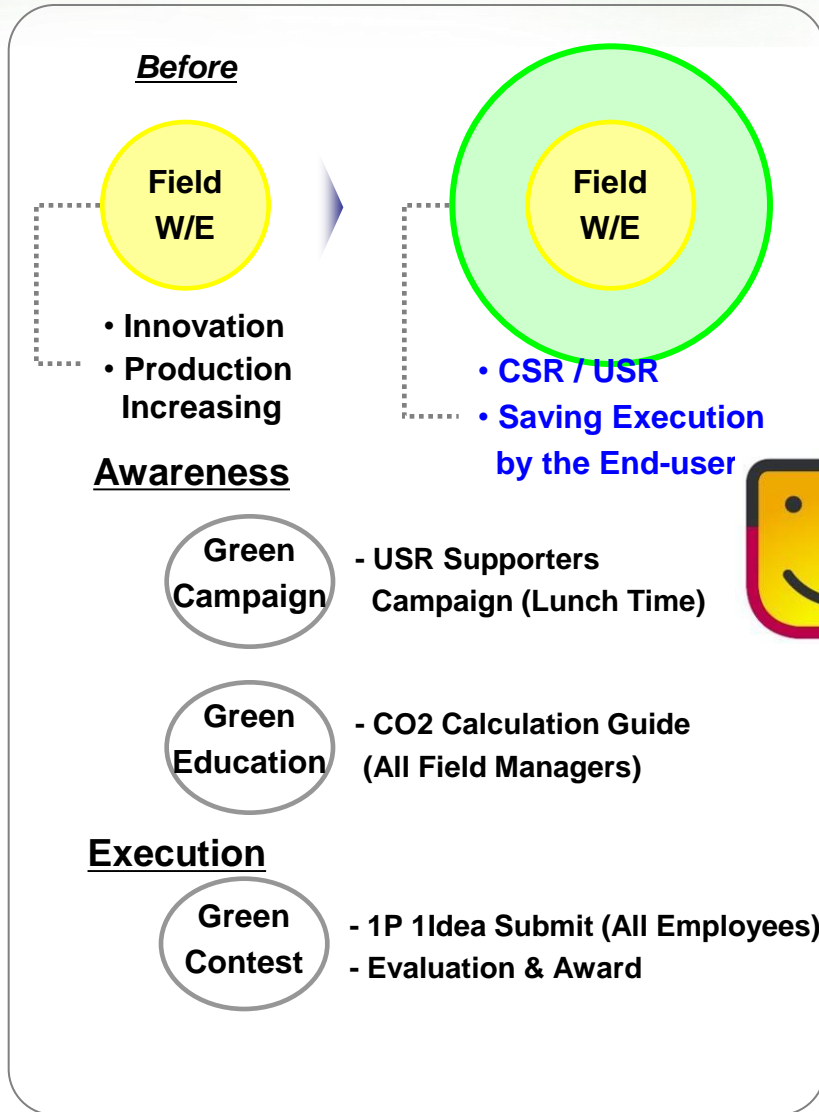 Before
Field
W/E
Field
W/E
• Innovation
• Production
Increasing
• CSR / USR
• Saving Execution
by the End-user
Awareness
Green
Campaign
- USR Supporters
Campaign (Lunch Time)
Green
Education
- CO2 Calculation Guide
(All Field Managers)
Execution
Green
Contest
- 1P 1Idea Submit (All Employees)
- Evaluation & Award